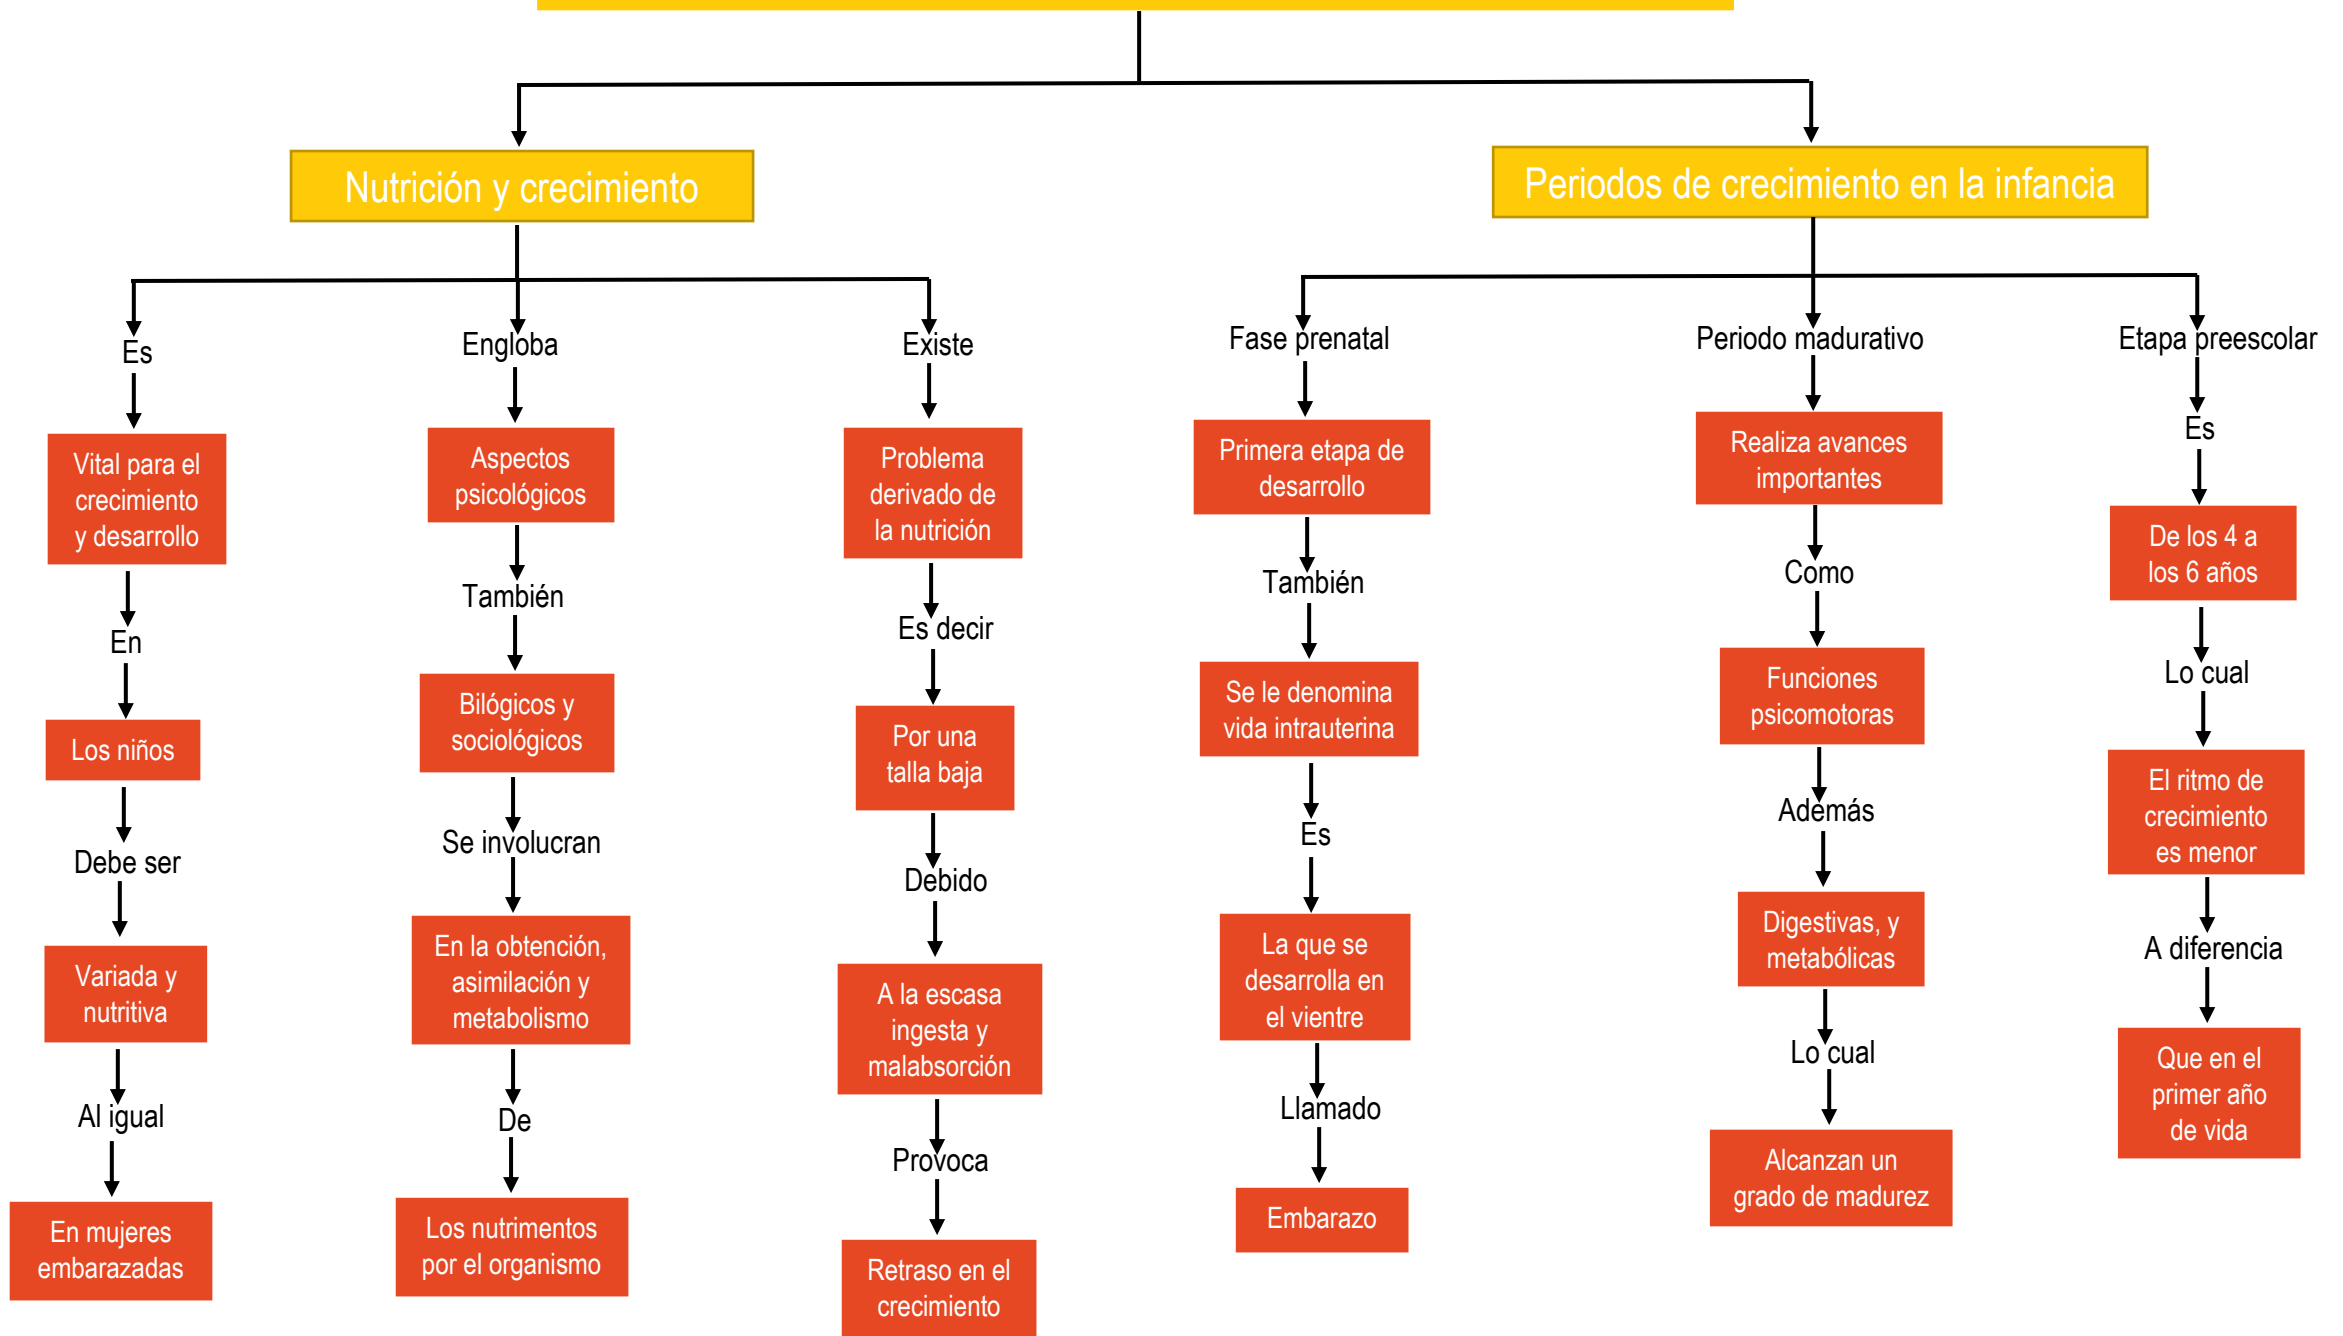 Nutrición y crecimiento
Periodos de crecimiento en la infancia
Es
Vital para el
crecimiento
y desarrollo
En
Los niños
Debe ser
Variada y
nutritiva
Al igual
En mujeres
embarazadas
Engloba
Aspectos
psicológicos
También
Bilógicos y
sociológicos
Se involucran
En la obtención,
asimilación y
metabolismo
De
Los nutrimentos
por el organismo
Existe
Problema
derivado de
la nutrición
Es decir
Por una
talla baja
Debido
A la escasa
ingesta y
malabsorción
Provoca
Retraso en el
crecimiento
Fase prenatal
Primera etapa de
desarrollo
También
Se le denomina
vida intrauterina
Es
La que se
desarrolla en
el vientre
Llamado
Embarazo
Periodo madurativo
Realiza avances
importantes
Como
Funciones
psicomotoras
Además
Digestivas, y
metabólicas
Lo cual
Alcanzan un
grado de madurez
Etapa preescolar
Es
De los 4 a
los 6 años
Lo cual
El ritmo de
crecimiento
es menor
A diferencia
Que en el
primer año
de vida